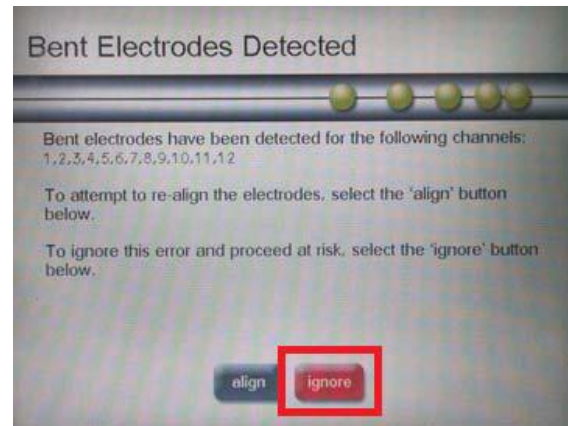 Bent Electrodes Detected
Bent electrodes have been detected for the following channels:
1,2,3,4,5,6,7,8,9,10,11,12
To attempt to re-align the electrodes, select the 'align' button
below.
To ignore this error and proceed at risk, select the 'ignore' button
below.
align
ignore